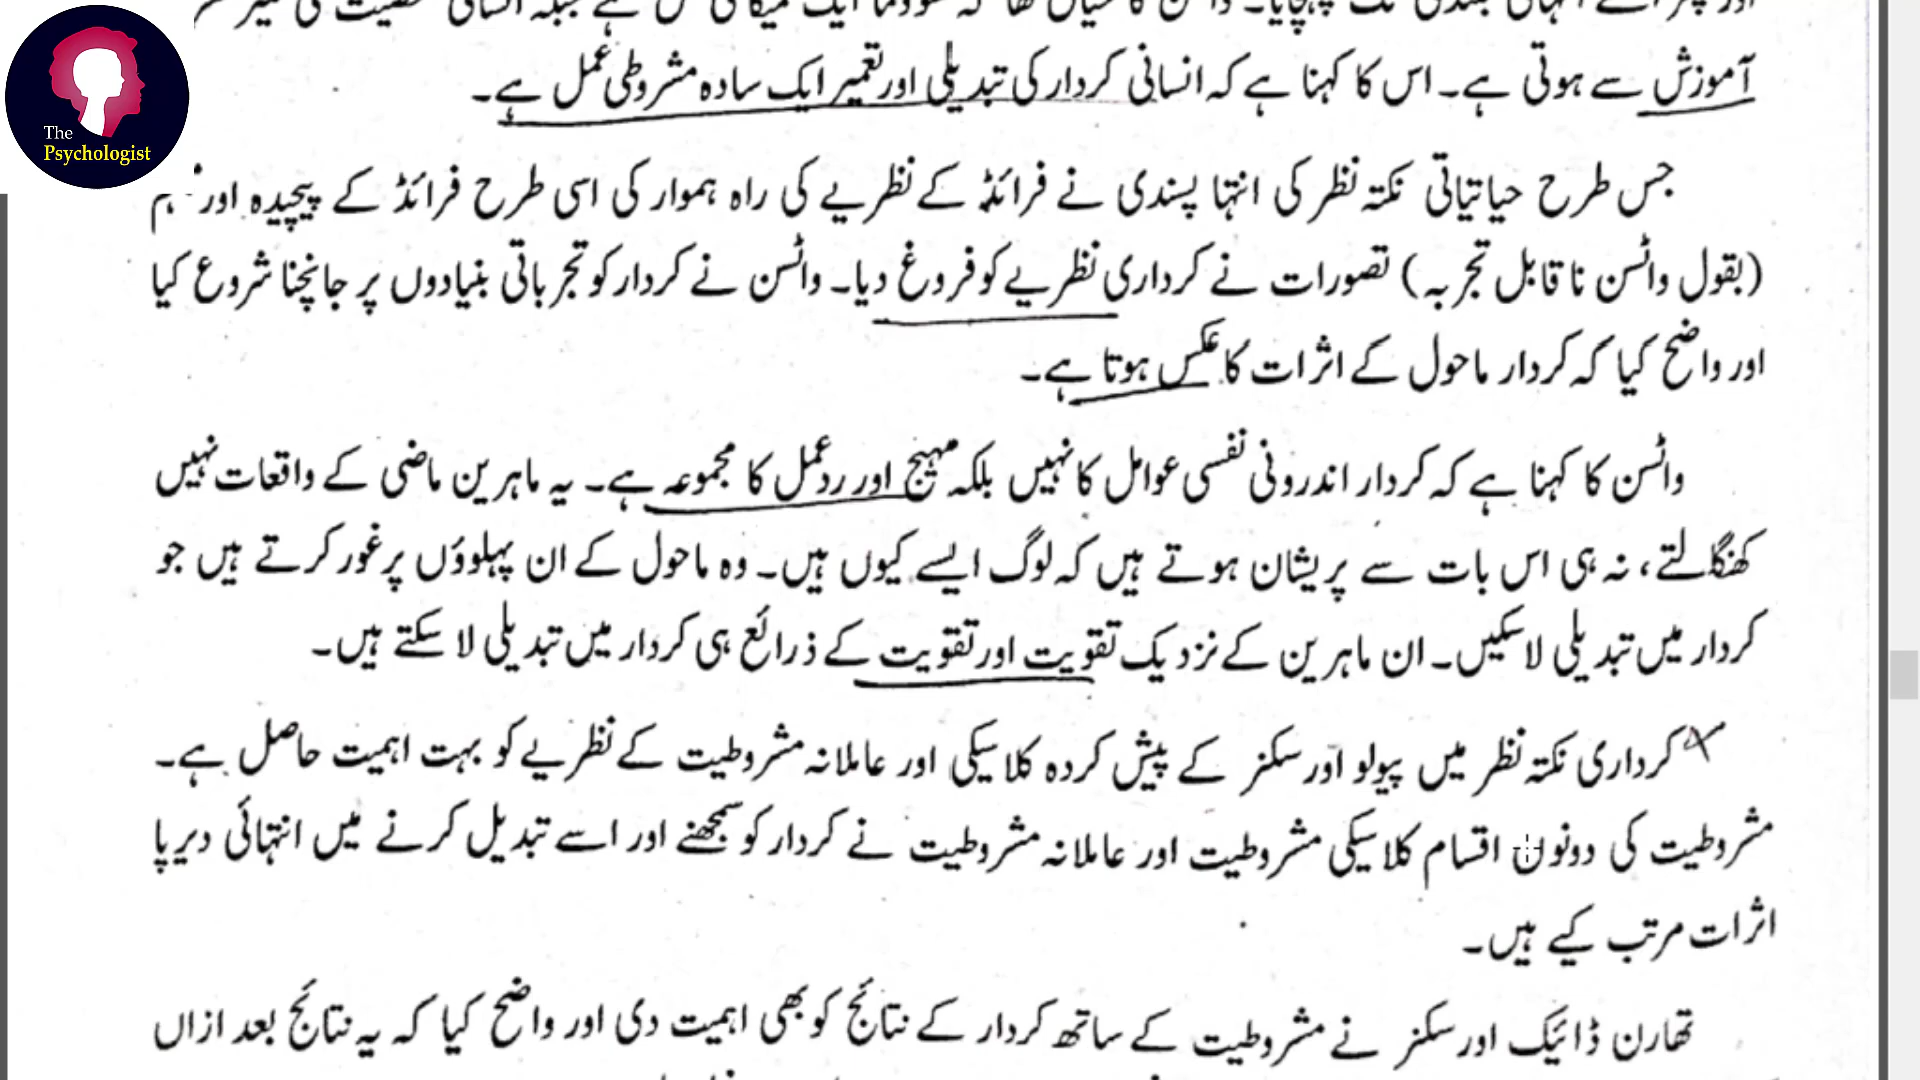 The
Psychologist
آموزش سے ہوتی ہے۔ اس کا کہنا ہے کہ انسانی کردار کی تبدیلی اور تعمیر ایک سادہ مشروطی عمل ہے۔
جس طرح حیاتیاتی نکتہ نظر کی انتہا پسندی نے فرائڈ کے نظریے کی راہ ہموار کی اسی طرح فرائڈ کے پیچیدہ اور
(بقول واٹسن ناقابل تجربہ) تصورات نے کرداری نظریے کو فروغ دیا۔ واٹسن نے کردار کو تجرباتی بنیادوں پر جانچنا شروع کیا
اور واضح کیا کہ کردار ماحول کے اثرات کا عکس ہوتا ہے۔
واٹسن کا کہنا ہے کہ کردار اندرونی نفسی عوامل کا نہیں بلکہ مہیج اور ردعمل کا مجموعہ ہے۔ یہ ماہرین ماضی کے واقعات نہیں
کھنگالتے، نہ ہی اس بات سے پریشان ہوتے ہیں کہ لوگ ایسے کیوں ہیں۔ وہ ماحول کے ان پہلوؤں پر غور کرتے ہیں جو
کردار میں تبدیلی لا سکیں۔ ان ماہرین کے نزدیک تقویت اور تقویت کے ذرائع ہی کردار میں تبدیلی لا سکتے ہیں۔
کرداری نکتہ نظر میں پیولو اور سکنر کے پیش کردہ کلاسیکی اور عاملانہ مشروطیت کے نظریے کو بہت اہمیت حاصل ہے۔
مشروطیت کی دونوں اقسام کلاسیکی مشروطیت اور عاملانہ مشروطیت نے کردار کو سمجھنے اور اسے تبدیل کرنے میں انتہائی دیرپا
اثرات مرتب کیے ہیں۔
تھارن ڈائیک اور سکنر نے مشروطیت کے ساتھ کردار کے نتائج کو بھی اہمیت دی اور واضح کیا کہ یہ نتائج بعد ازاں